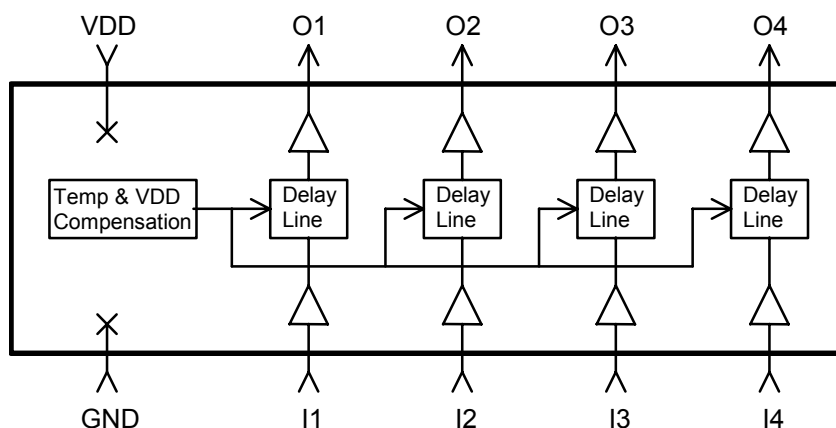 VDD O1 O2 O3 O4
Temp & VDD
Compensation
Delay
Line
Delay
Line
Delay
Line
Delay
Line
GND I1 I2 I3 I4